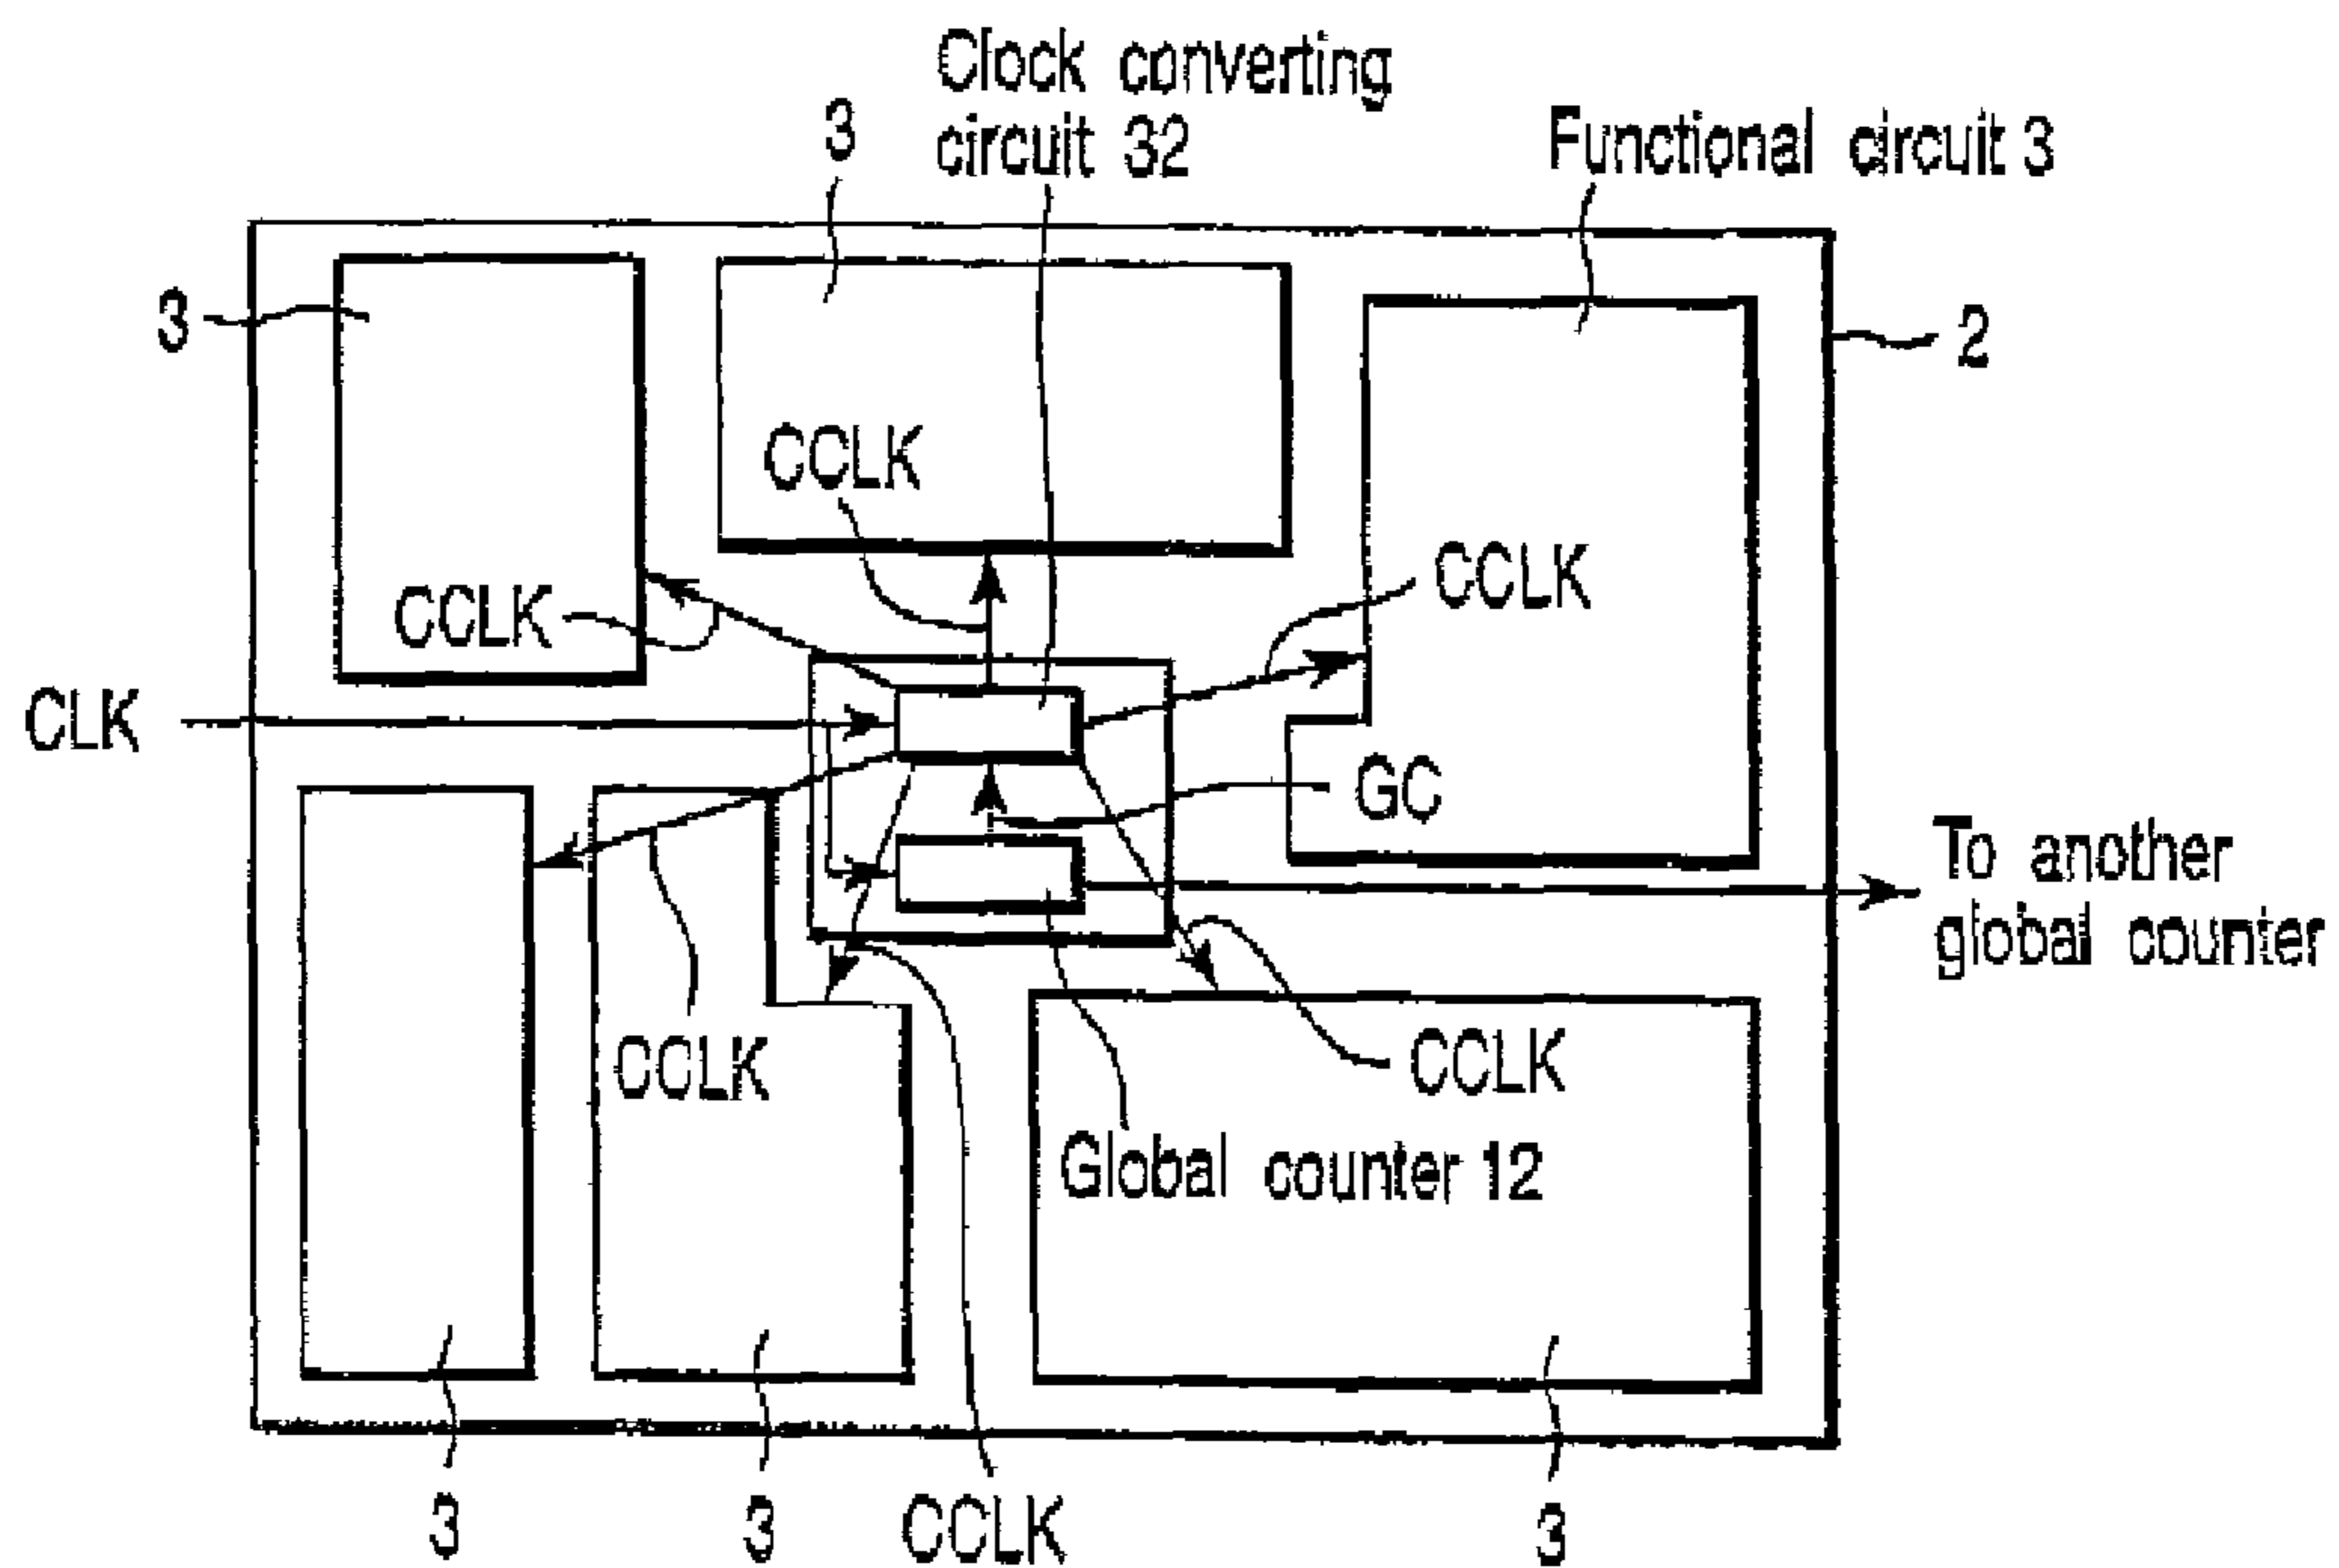 Clock converting
circuit 32
3
Functional circuit 3
3
2
CCLK
CCLK
CCLK
CLK
GC
To another
global counter
CCLK
CCLK
Global counter 12
3
3
CCLK
3